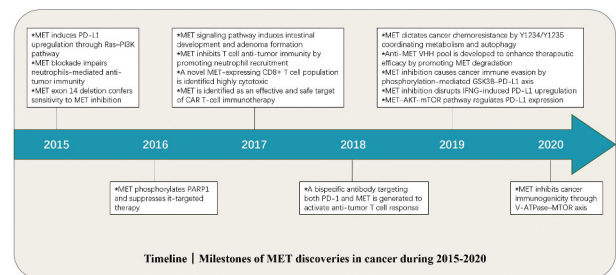 *MET induces PD-L1
upregulation through Ras-PI3K
pathway
*MET blockade impairs
neutrophils-mediated anti-
tumor immunity
*MET exon 14 deletion confers
sensitivity to MET inhibition
*MET signaling pathway induces intestinal
development and adenoma formation
*MET inhibits T cell anti-tumor immunity by
promoting neutrophil recruitment
*A novel MET-expressing CD8+ T cell population
is identified highly cytotoxic
*MET is identified as an effective and safe target
of CAR T-cell immunotherapy
*MET dictates cancer chemoresistance by Y1234/Y1235
coordinating metabolism and autophagy
*Anti-MET VHH pool is developed to enhance therapeutic
efficacy by promoting MET degradation
*MET inhibition causes cancer immune evasion by
phosphorylation-mediated GSK3B-PD-L1 axis
*MET inhibition disrupts IFNG-induced PD-L1 upregulation
*MET-AKT-mTOR pathway regulates PD-L1 expression
2015 2016 2017 2018 2019 2020
*MET phosphorylates PARP1
and suppresses it-targeted
therapy
*A bispecific antibody targeting
both PD-1 and MET is generated to
activate anti-tumor T cell response
*MET inhibits cancer
immunogenicity through
V-ATPase-MTOR axis
Timeline | Milestones of MET discoveries in cancer during 2015-2020